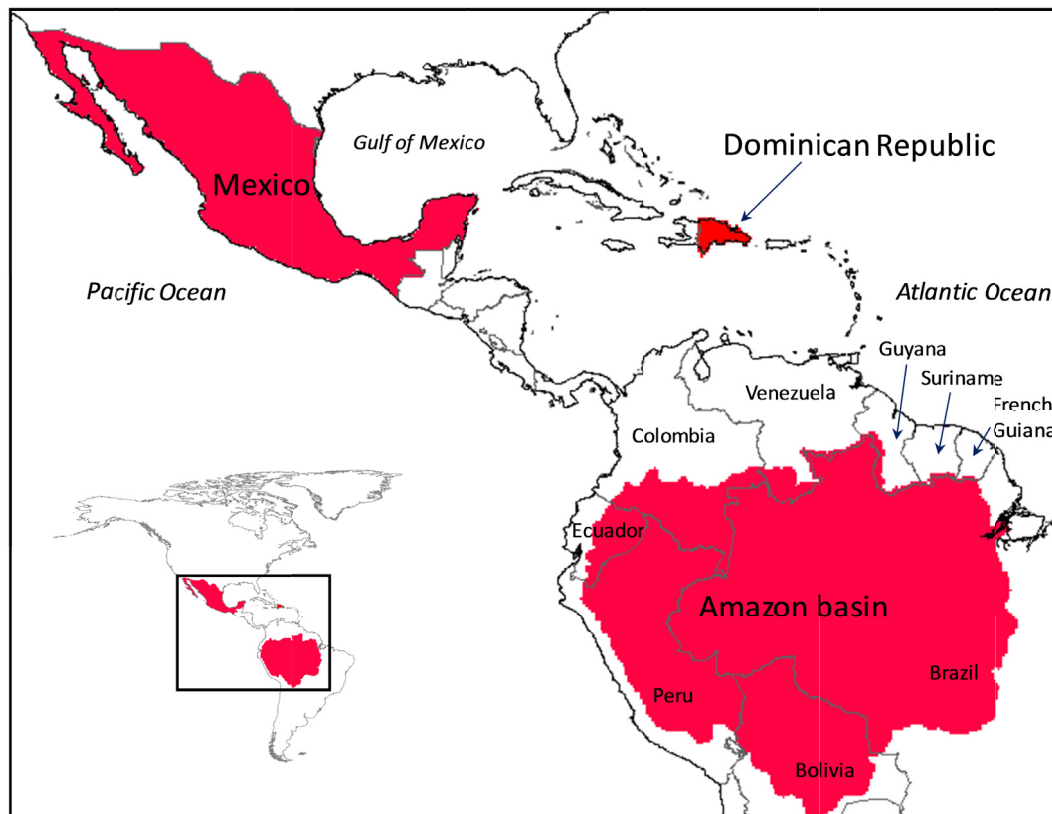 Gulf of Mexico
Dominican Republic
Mexico
Pacific Ocean
Atlantic Ocean
Guyana
Suriname
Venezuela
French
Guiana
Colombia
Ecuador
Amazon basin
Brazil
Peru
Bolivia